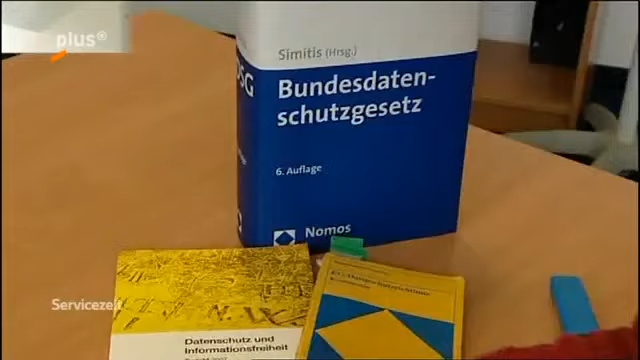 plus
Simitis (Hrsg.)
Bundesdaten-
schutzgesetz
6. Auflage
Nomos
Servicezeit
Datenschutz und
Informationsfreiheit